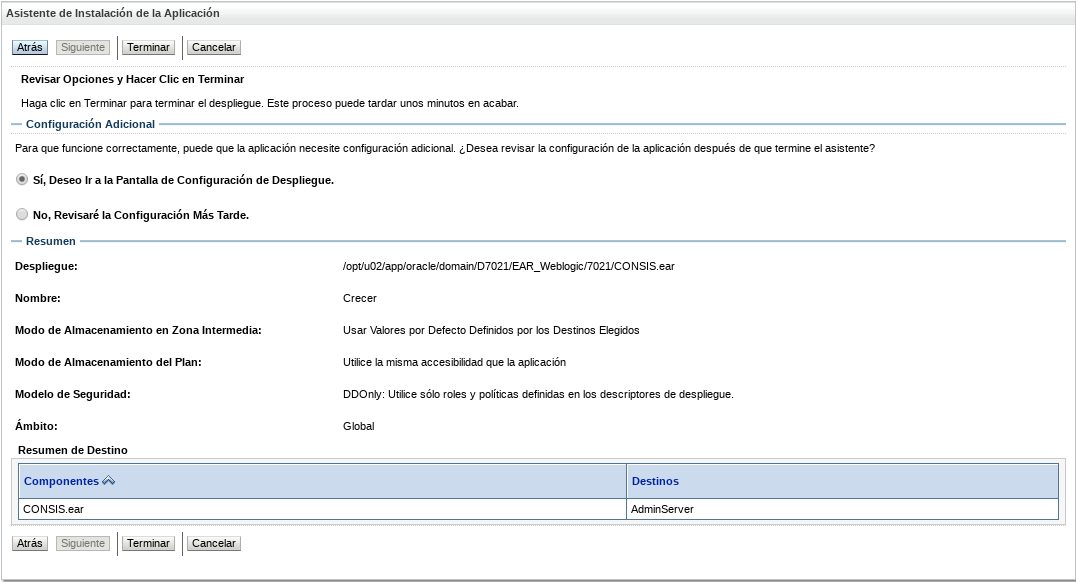 Asistente de Instalación de la Aplicación
Atrás Siguiente Terminar Cancelar
Revisar Opciones y Hacer Clic en Terminar
Haga clic en Terminar para terminar el despliegue. Este proceso puede tardar unos minutos en acabar.
Configuración Adicional
Para que funcione correctamente, puede que la aplicación necesite configuración adicional. ¿Desea revisar la configuración de la aplicación después de que termine el asistente?
Sí, Deseo Ir a la Pantalla de Configuración de Despliegue.
No, Revisaré la Configuración Más Tarde.
Resumen
Despliegue: /opt/u02/app/oracle/domain/D7021/EAR_Weblogic/7021/CONSIS.ear
Nombre: Crecer
Modo de Almacenamiento en Zona Intermedia: Usar Valores por Defecto Definidos por los Destinos Elegidos
Modo de Almacenamiento del Plan: Utilice la misma accesibilidad que la aplicación
Modelo de Seguridad: DDOnly: Utilice sólo roles y políticas definidas en los descriptores de despliegue.
Ámbito: Global
Resumen de Destino
Componentes Destinos
CONSIS.ear AdminServer
Atrás Siguiente Terminar Cancelar